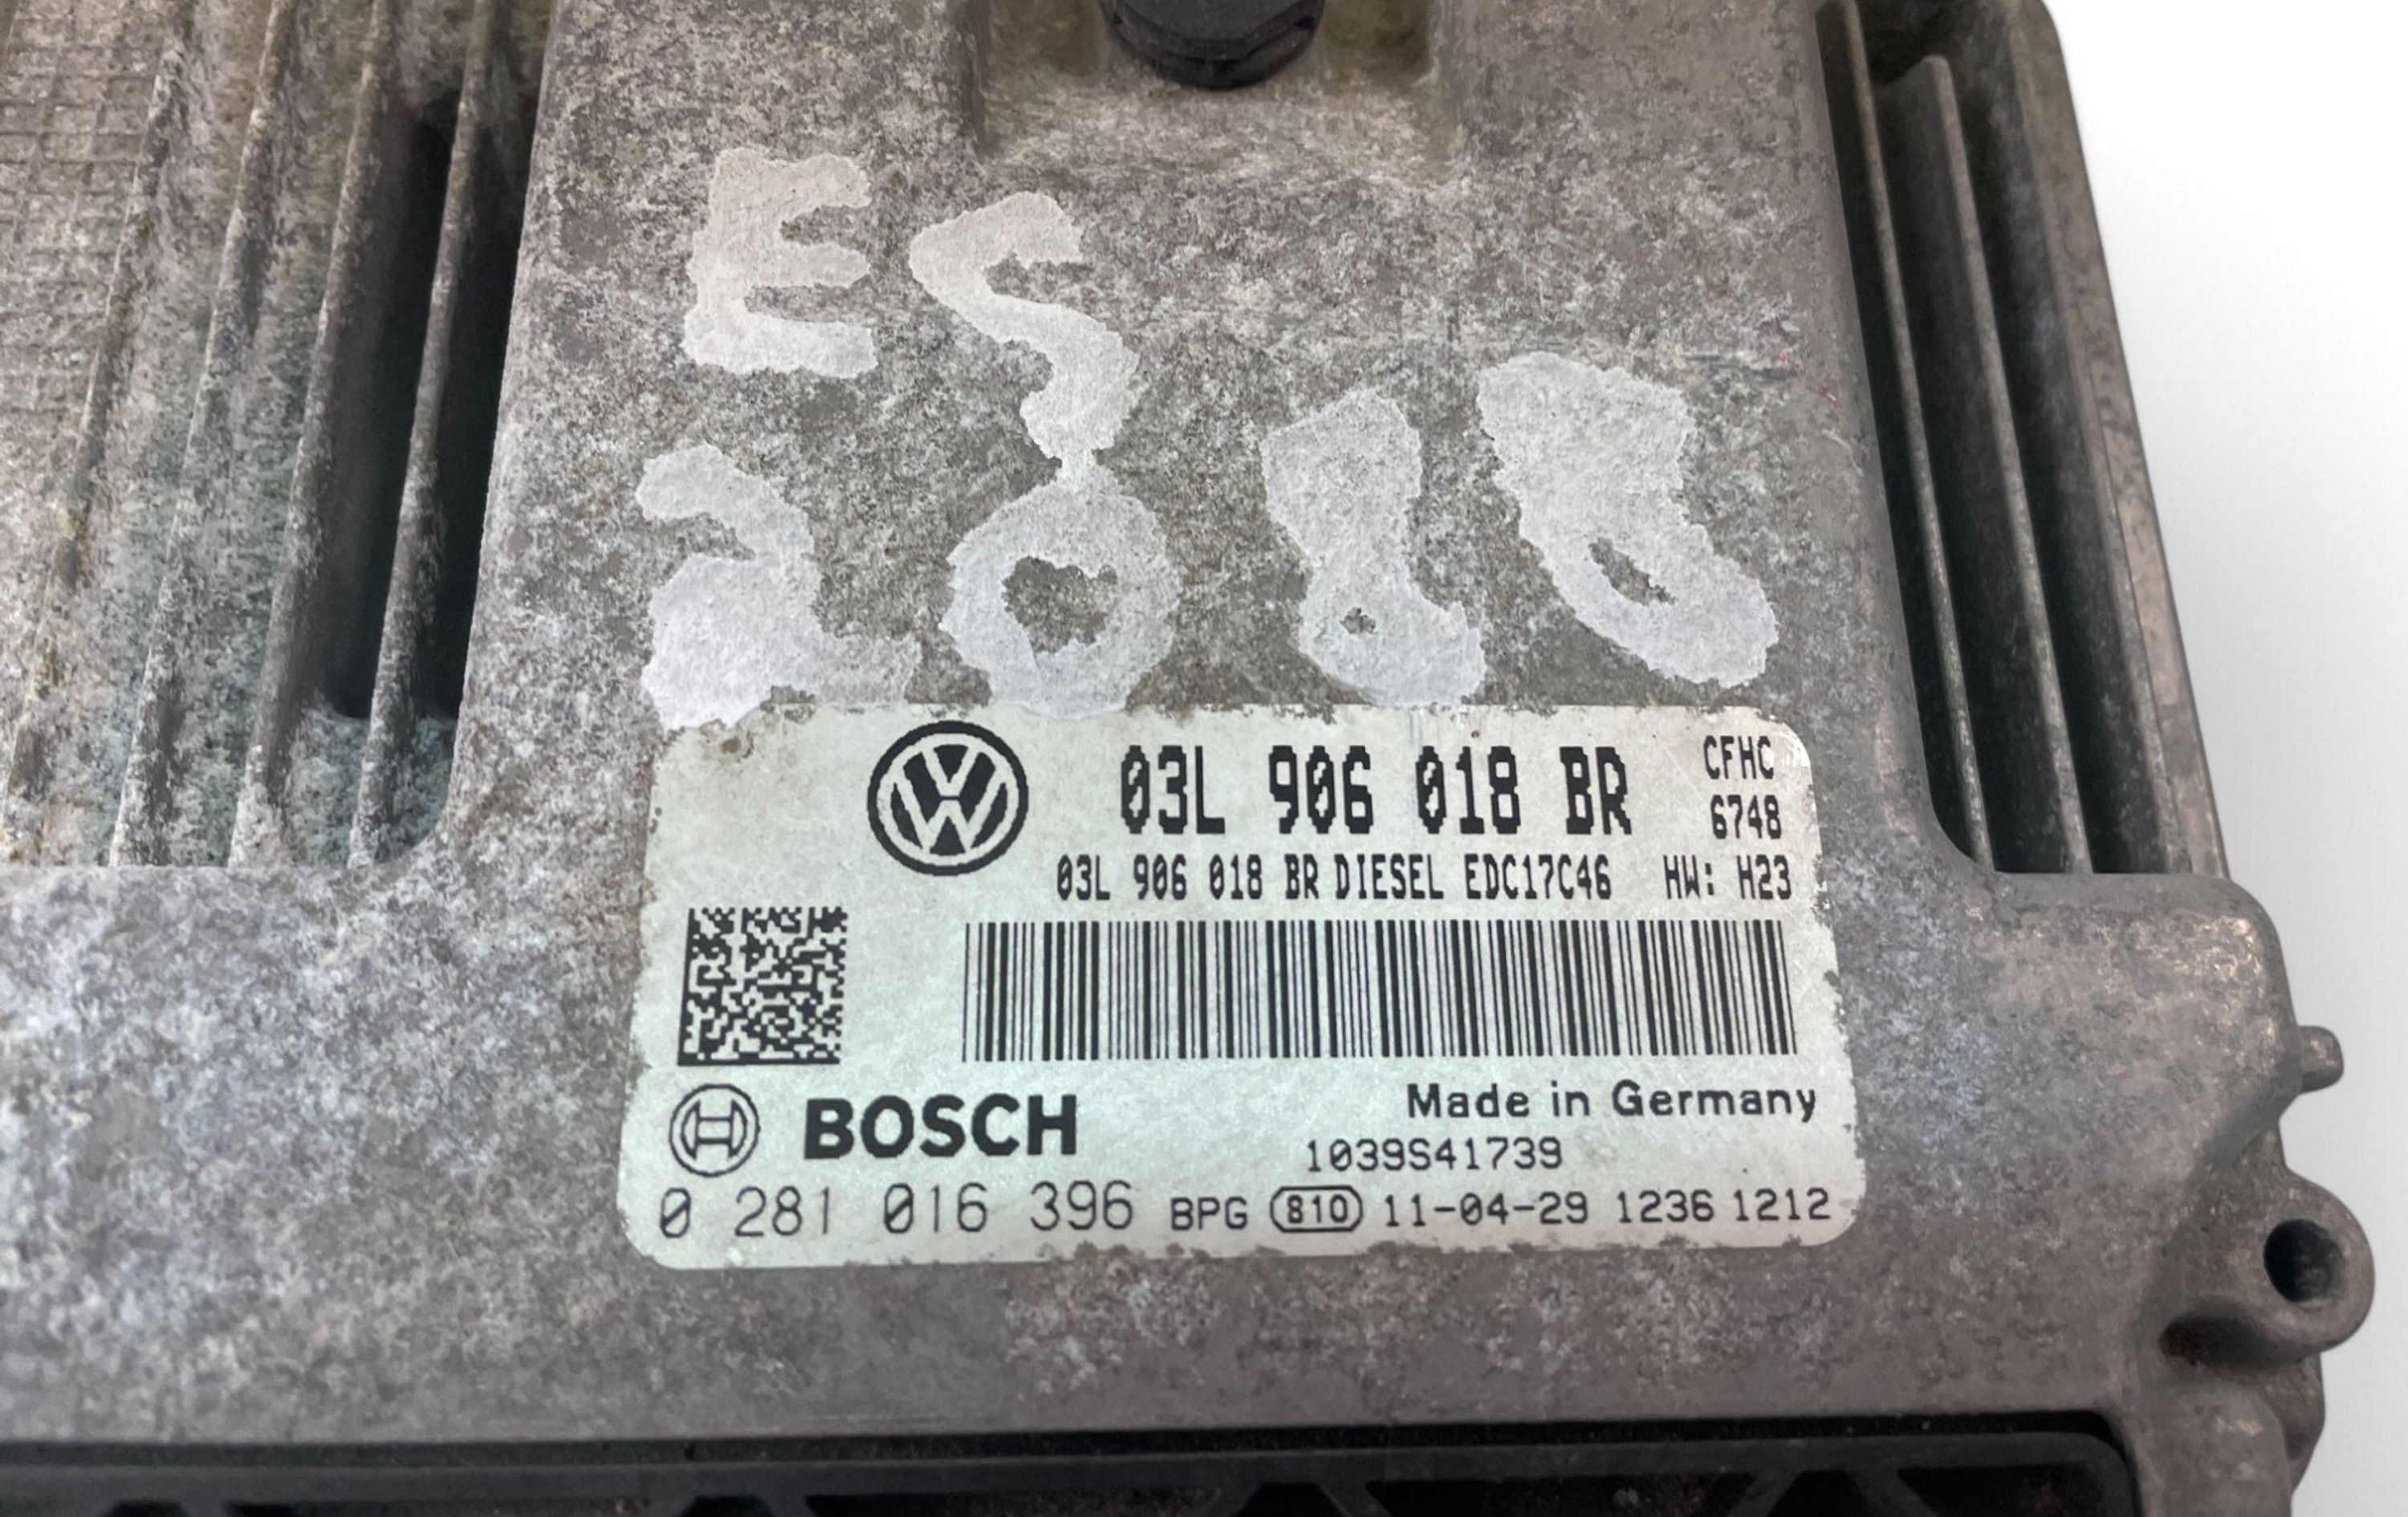 ES
2088
03L 906 018 BR
CFHC
6748
03L 906 018 BR DIESEL EDC17C46 HW: H23
BOSCH
Made in Germany
1039S41739
0 281 016 396 BPG 810 11-04-29 1236 1212